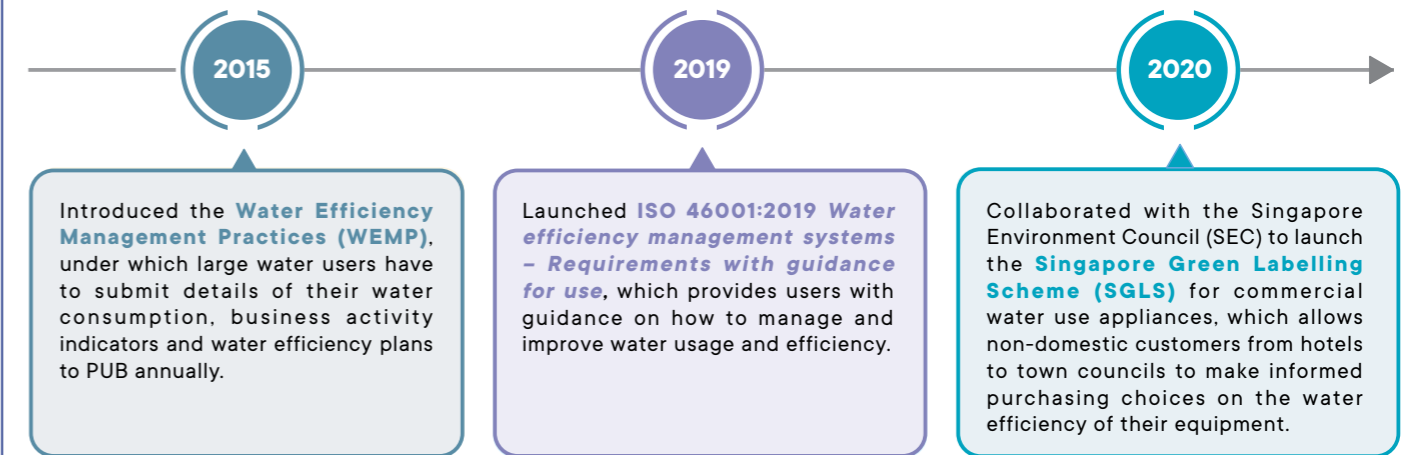 2015
2019
2020
Introduced the Water Efficiency
Management Practices (WEMP),
under which large water users have
to submit details of their water
consumption, business activity
indicators and water efficiency plans
to PUB annually.
Launched ISO 46001:2019 Water
efficiency management systems
– Requirements with guidance
for use, which provides users with
guidance on how to manage and
improve water usage and efficiency.
Collaborated with the Singapore
Environment Council (SEC) to launch
the Singapore Green Labelling
Scheme (SGLS) for commercial
water use appliances, which allows
non-domestic customers from hotels
to town councils to make informed
purchasing choices on the water
efficiency of their equipment.